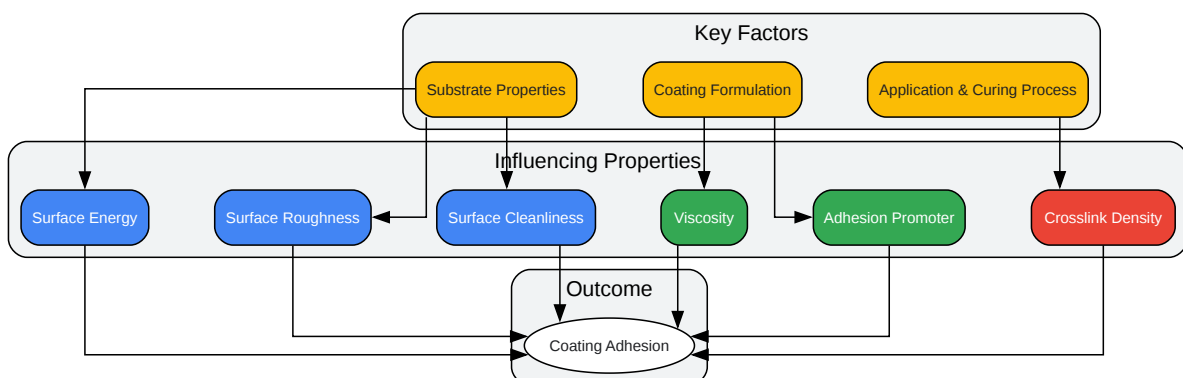 Key Factors
Substrate Properties
Coating Formulation
Application & Curing Process
Influencing Properties
Surface Energy
Surface Roughness
Surface Cleanliness
Viscosity
Adhesion Promoter
Crosslink Density
Outcome
Coating Adhesion